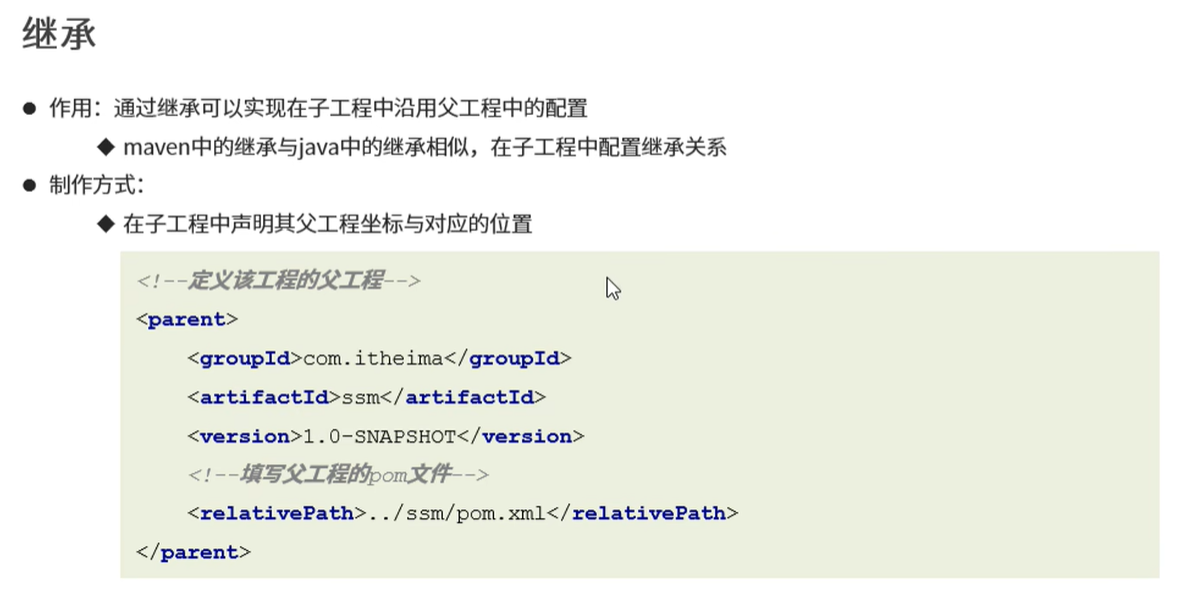 继承
● 作用：通过继承可以实现在子工程中沿用父工程中的配置
◆ maven中的继承与java中的继承相似，在子工程中配置继承关系
● 制作方式：
◆ 在子工程中声明其父工程坐标与对应的位置
<!--定义该工程的父工程-->
<parent>
<groupId>com.itheima</groupId>
<artifactId>ssm</artifactId>
<version>1.0-SNAPSHOT</version>
<!--填写父工程的pom文件-->
<relativePath>../ssm/pom.xml</relativePath>
</parent>